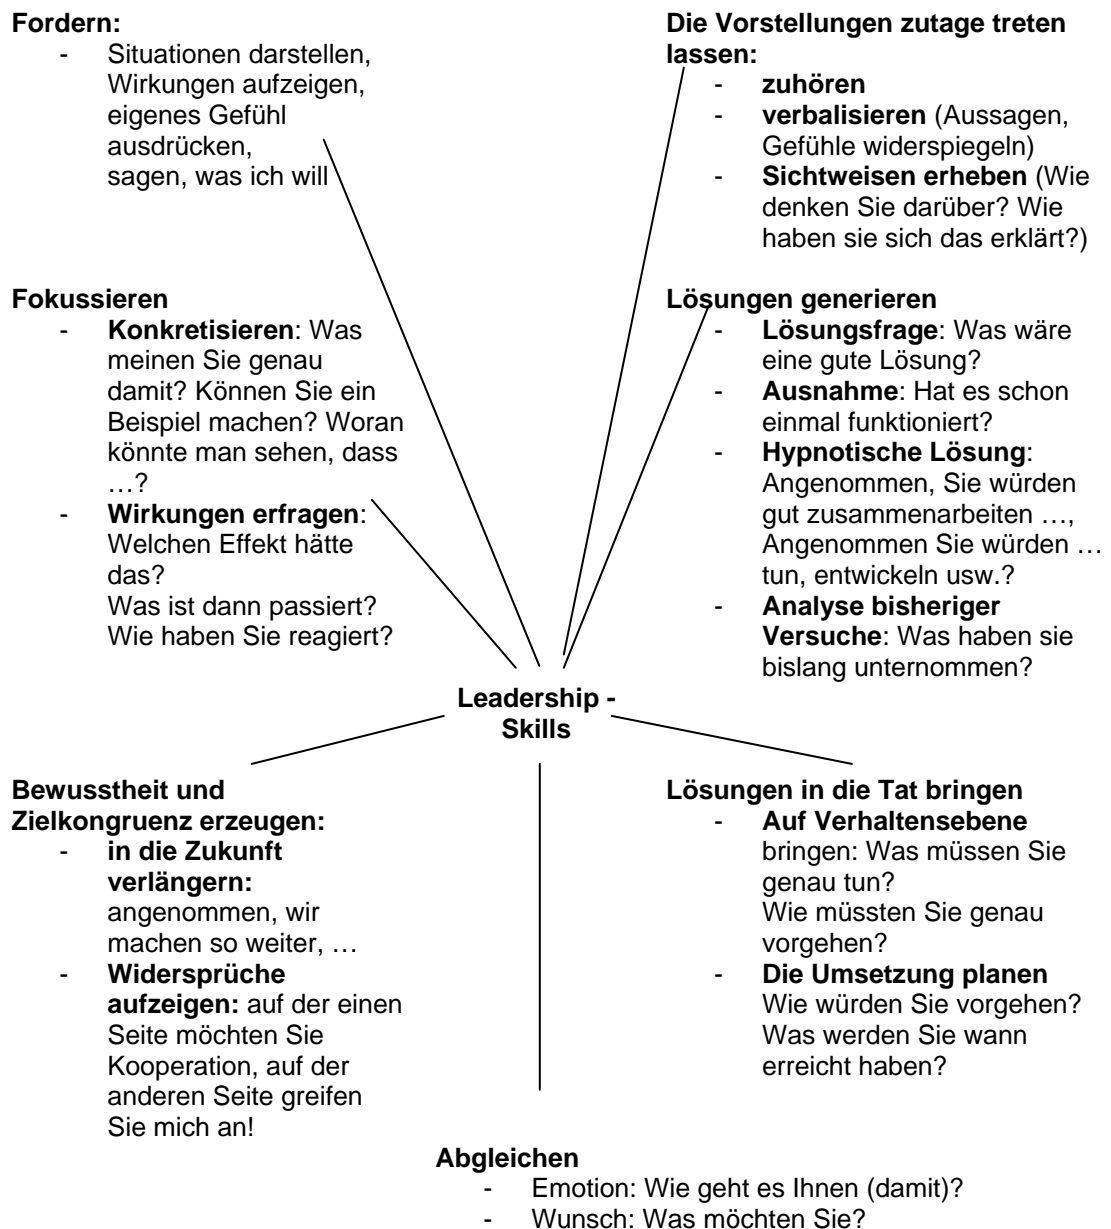 Fordern:
- Situationen darstellen,
Wirkungen aufzeigen,
eigenes Gefühl
ausdrücken,
sagen, was ich will
Die Vorstellungen zutage treten
lassen:
- zuhören
- verbalisieren (Aussagen,
Gefühle widerspiegeln)
- Sichtweisen erheben (Wie
denken Sie darüber? Wie
haben sie sich das erklärt?)
Fokussieren
- Konkretisieren: Was
meinen Sie genau
damit? Können Sie ein
Beispiel machen? Woran
könnte man sehen, dass
…?
- Wirkungen erfragen:
Welchen Effekt hätte
das?
Was ist dann passiert?
Wie haben Sie reagiert?
Lösungen generieren
- Lösungsfrage: Was wäre
eine gute Lösung?
- Ausnahme: Hat es schon
einmal funktioniert?
- Hypnotische Lösung:
Angenommen, Sie würden
gut zusammenarbeiten …,
Angenommen Sie würden …
tun, entwickeln usw.?
- Analyse bisheriger
Versuche: Was haben sie
bislang unternommen?
Leadership -
Skills
Bewusstheit und
Zielkongruenz erzeugen:
- in die Zukunft
verlängern:
angenommen, wir
machen so weiter, …
- Widersprüche
aufzeigen: auf der einen
Seite möchten Sie
Kooperation, auf der
anderen Seite greifen
Sie mich an!
Lösungen in die Tat bringen
- Auf Verhaltensebene
bringen: Was müssen Sie
genau tun?
Wie müssten Sie genau
vorgehen?
- Die Umsetzung planen
Wie würden Sie vorgehen?
Was werden Sie wann
erreicht haben?
Abgleichen
- Emotion: Wie geht es Ihnen (damit)?
- Wunsch: Was möchten Sie?